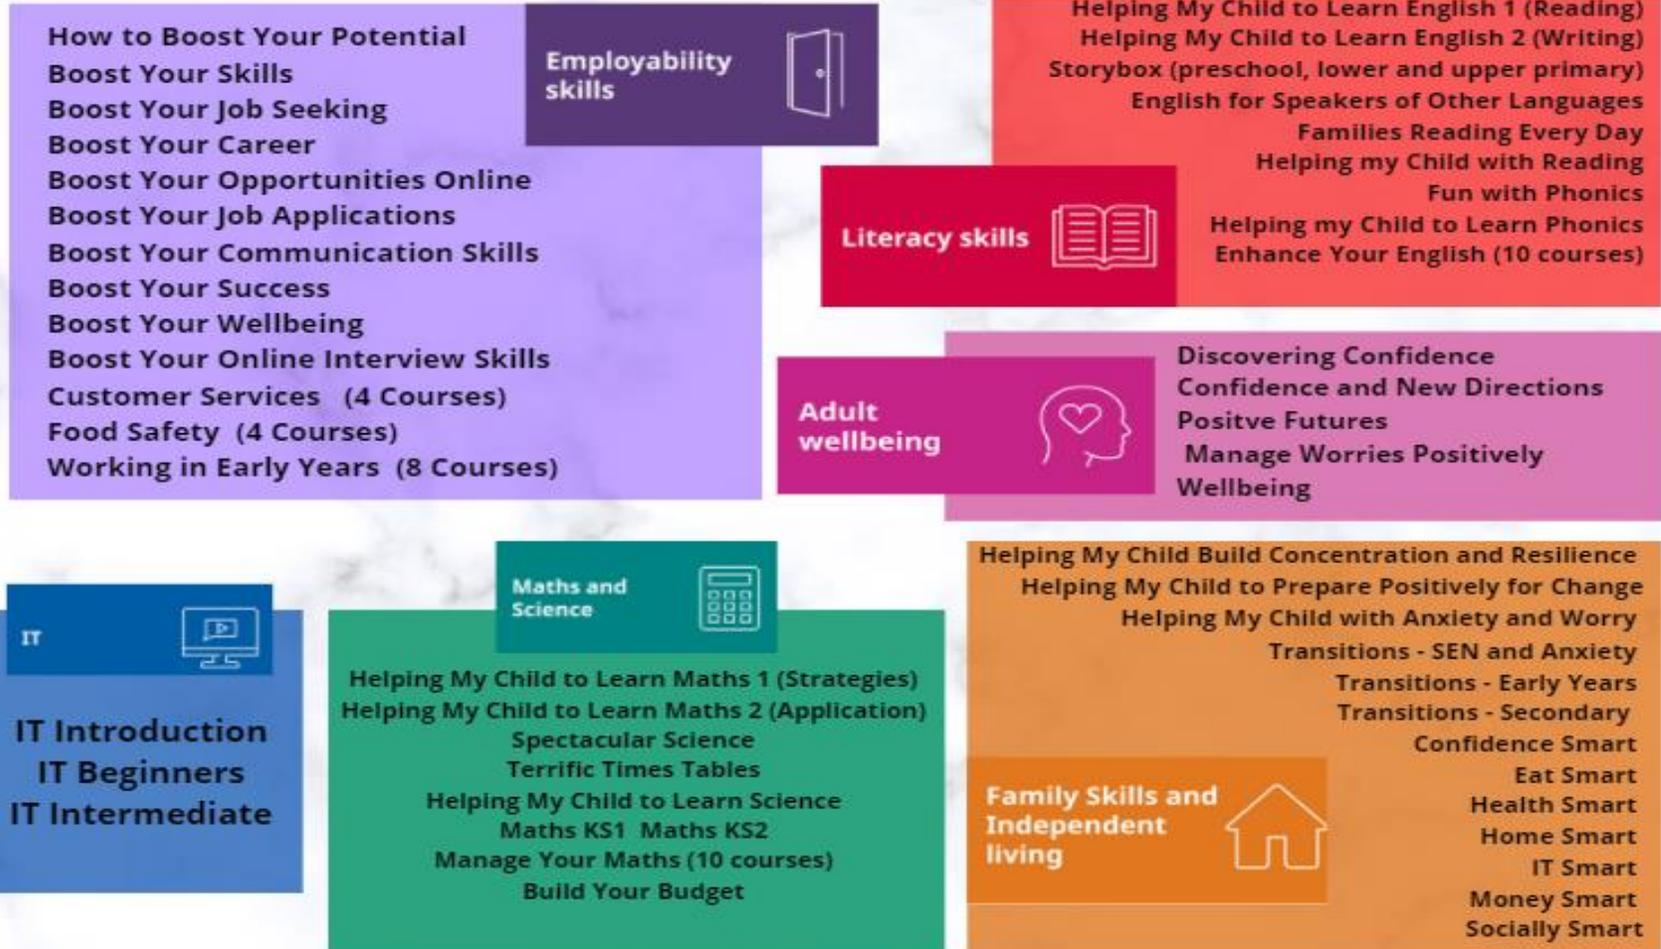 Employability
skills
How to Boost Your Potential
Boost Your Skills
Boost Your Job Seeking
Boost Your Career
Boost Your Opportunities Online
Boost Your Job Applications
Boost Your Communication Skills
Boost Your Success
Boost Your Wellbeing
Boost Your Online Interview Skills
Customer Services (4 Courses)
Food Safety (4 Courses)
Working in Early Years (8 Courses)
Literacy skills
Helping My Child to Learn English 1 (Reading)
Helping My Child to Learn English 2 (Writing)
Storybox (preschool, lower and upper primary)
English for Speakers of Other Languages
Families Reading Every Day
Helping my Child with Reading
Fun with Phonics
Helping my Child to Learn Phonics
Enhance Your English (10 courses)
Adult
wellbeing
Discovering Confidence
Confidence and New Directions
Positve Futures
Manage Worries Positively
Wellbeing
IT
IT Introduction
IT Beginners
IT Intermediate
Maths and
Science
Helping My Child to Learn Maths 1 (Strategies)
Helping My Child to Learn Maths 2 (Application)
Spectacular Science
Terrific Times Tables
Helping My Child to Learn Science
Maths KS1 Maths KS2
Manage Your Maths (10 courses)
Build Your Budget
Family Skills and
Independent
living
Helping My Child Build Concentration and Resilience
Helping My Child to Prepare Positively for Change
Helping My Child with Anxiety and Worry
Transitions - SEN and Anxiety
Transitions - Early Years
Transitions - Secondary
Confidence Smart
Eat Smart
Health Smart
Home Smart
IT Smart
Money Smart
Socially Smart